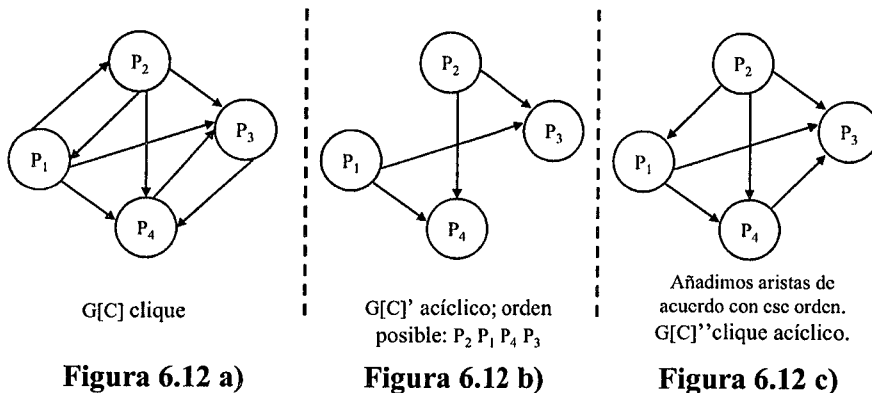 P₂
P₁
P₃
P₄
G[C] clique
Figura 6.12 a)
P₂
P₁
P₃
P₄
G[C]' acíclico; orden
posible: P₂ P₁ P₄ P₃
Figura 6.12 b)
P₂
P₁
P₃
P₄
Añadimos aristas de
acuerdo con ese orden.
G[C]'' clique acíclico.
Figura 6.12 c)